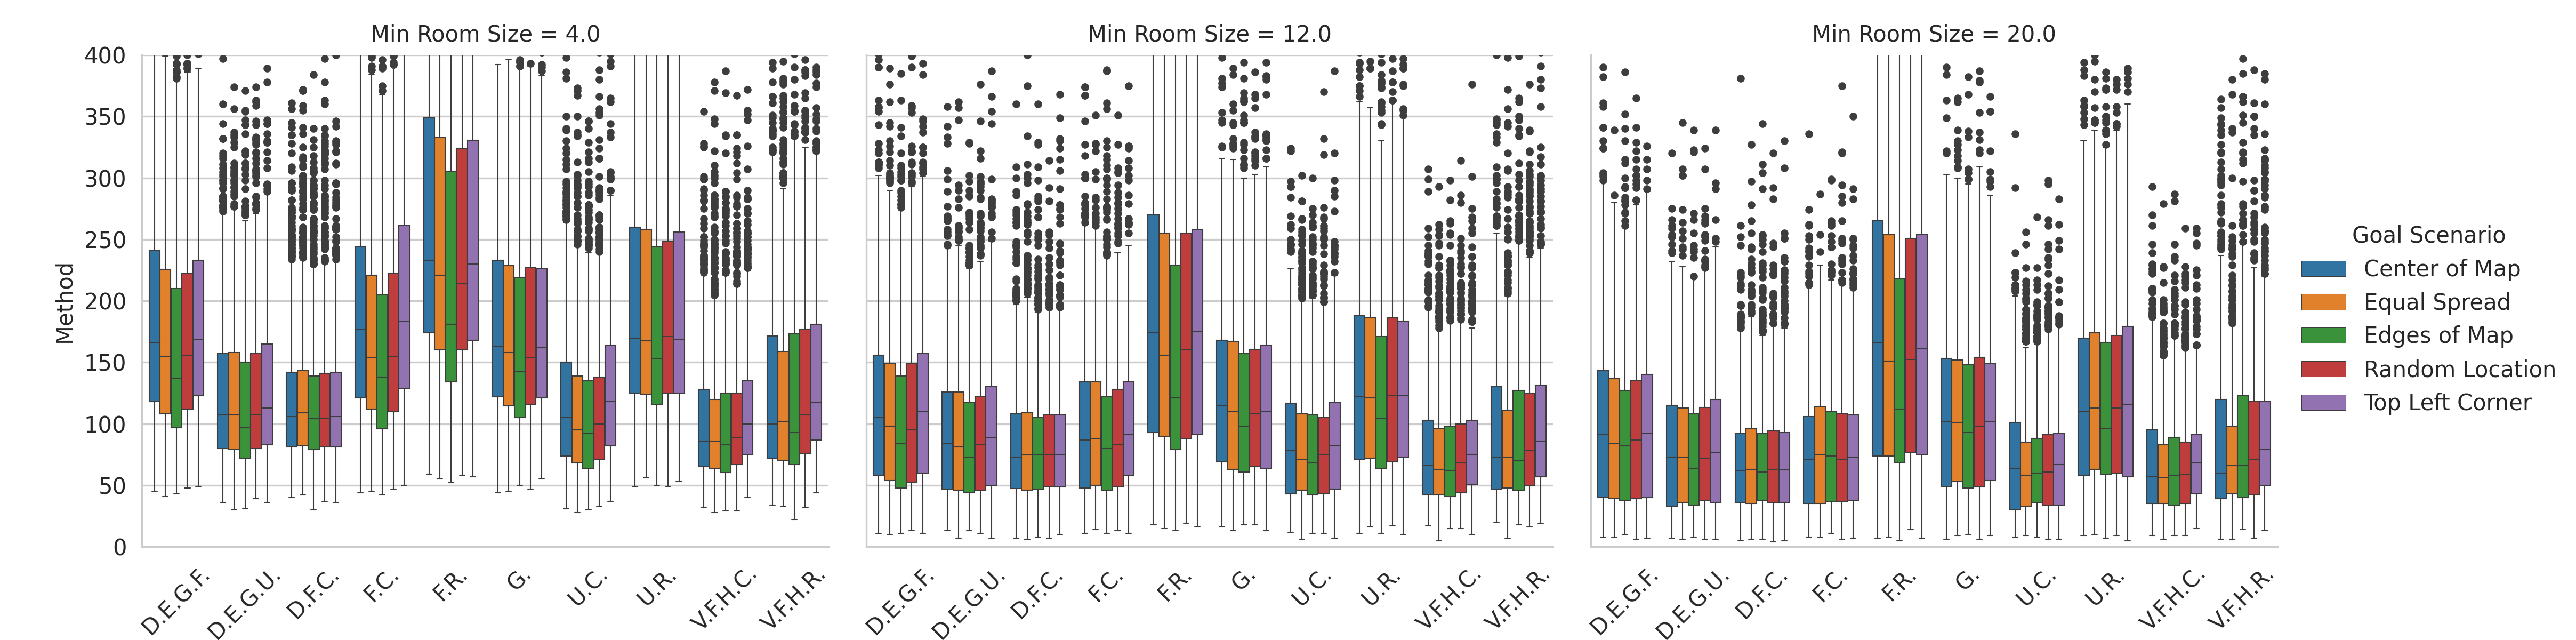 Min Room Size = 4.0
Min Room Size = 12.0
Min Room Size = 20.0
Method
400
350
300
250
200
150
100
50
0
D.E.G.F.
D.E.G.U.
D.F.C.
F.C.
F.R.
G.
U.C.
U.R.
V.F.H.C.
V.F.H.R.
D.E.G.F.
D.E.G.U.
D.F.C.
F.C.
F.R.
G.
U.C.
U.R.
V.F.H.C.
V.F.H.R.
D.E.G.F.
D.E.G.U.
D.F.C.
F.C.
F.R.
G.
U.C.
U.R.
V.F.H.C.
V.F.H.R.
Goal Scenario
Center of Map
Equal Spread
Edges of Map
Random Location
Top Left Corner